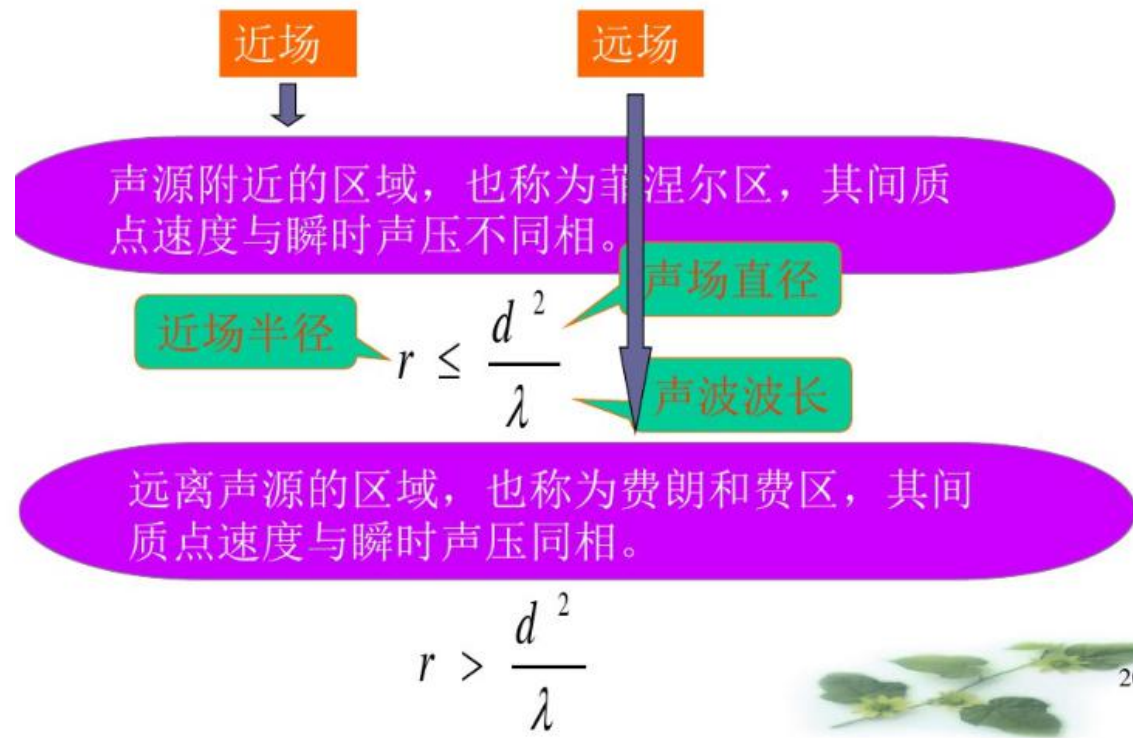 近场
远场
声源附近的区域，也称为菲涅尔区，其间质
点速度与瞬时声压不同相。
声场直径
近场半径
r ≤ d² / λ
声波波长
远离声源的区域，也称为费朗和费区，其间
质点速度与瞬时声压同相。
r > d² / λ